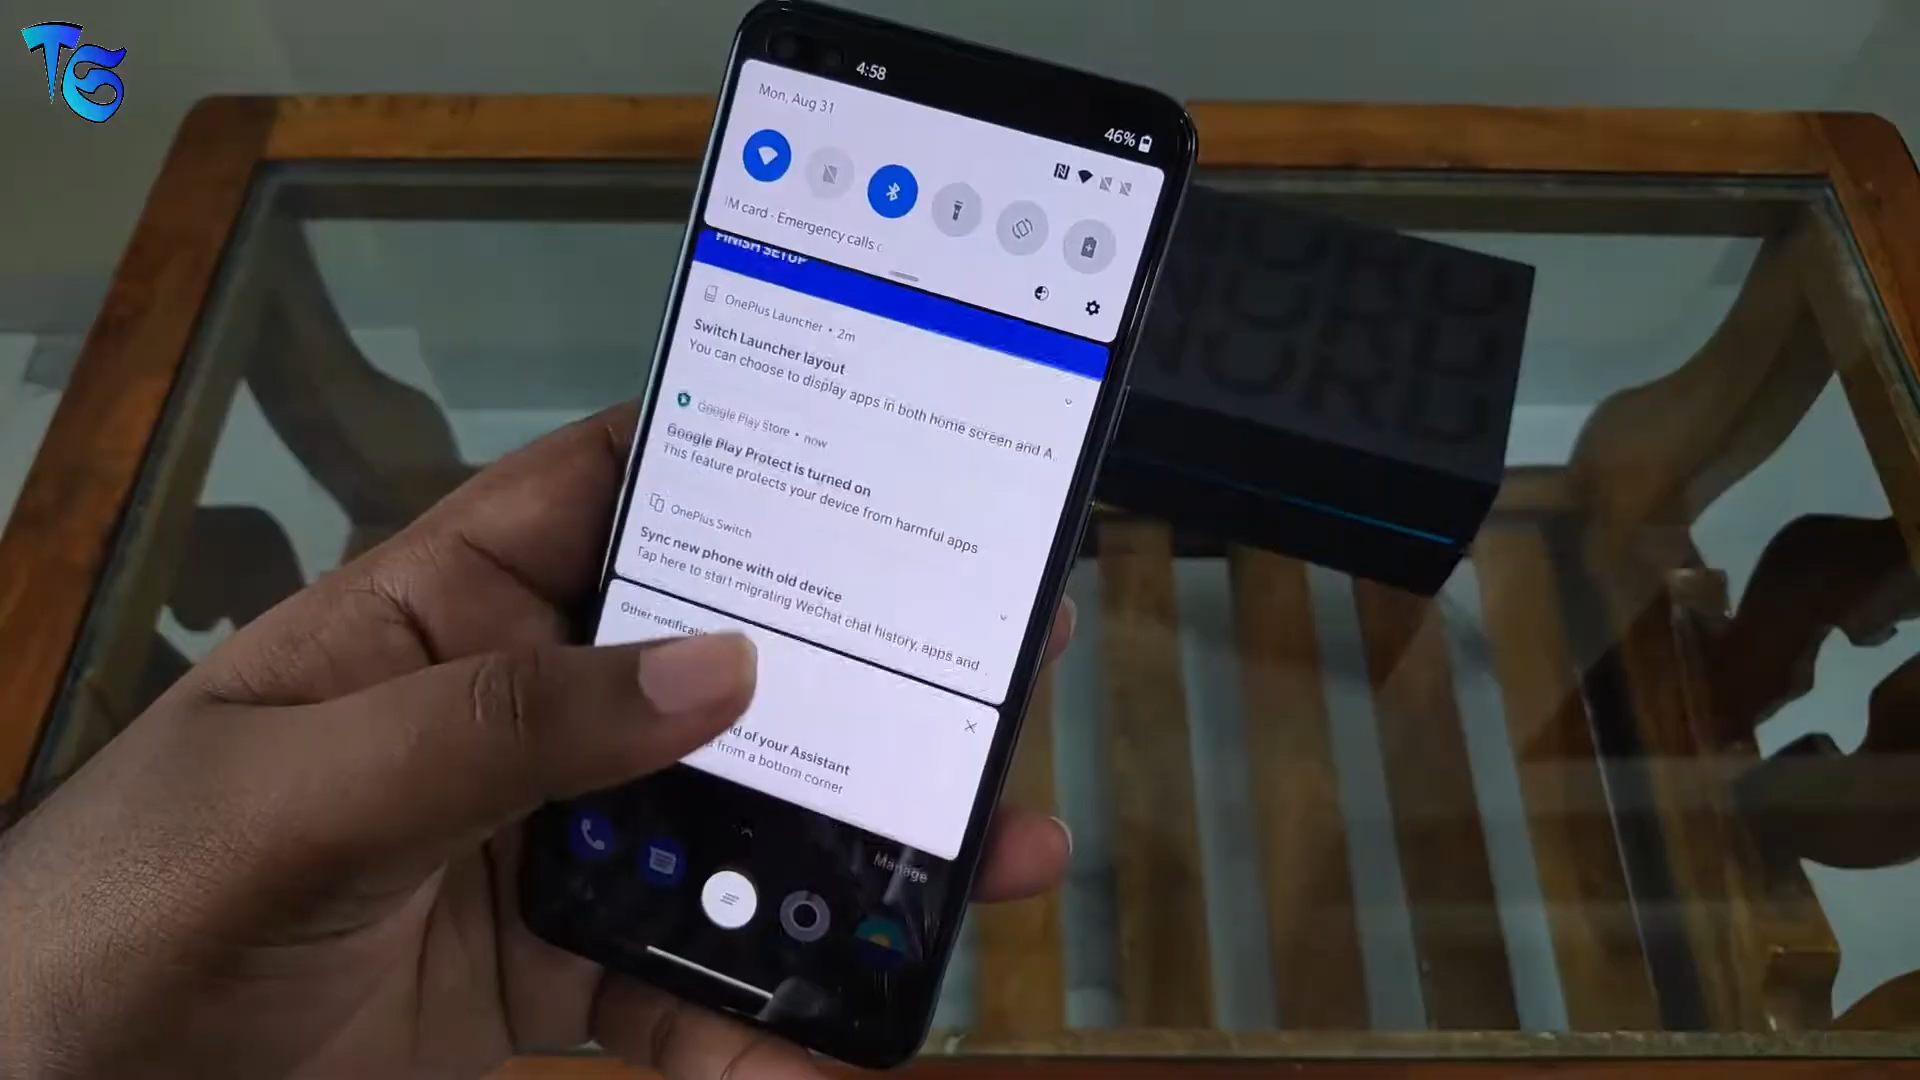 TG
4:58
46%
Mon, Aug 31
IM card - Emergency calls
FINISH SETUP
OnePlus Launcher • 2m
Switch Launcher layout
You can choose to display apps in both home screen and A
Google Play Store • now
Google Play Protect is turned on
This feature protects your device from harmful apps
OnePlus Switch
Sync new phone with old device
Tap here to start migrating WeChat chat history, apps and
Other notificati
of your Assistant
from a bottom corner
Manage